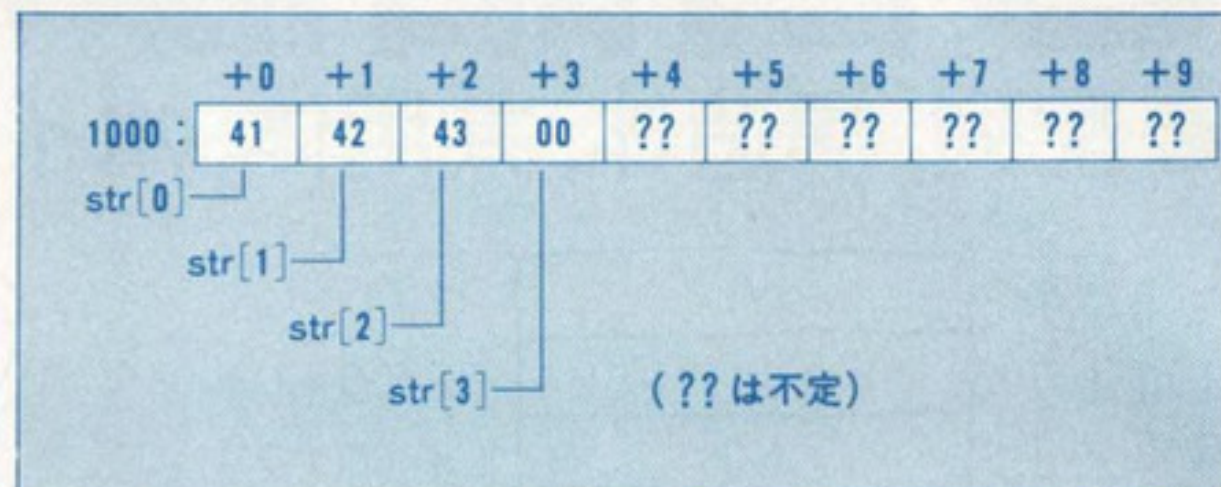 +0 +1 +2 +3 +4 +5 +6 +7 +8 +9
1000: 41 42 43 00 ?? ?? ?? ?? ?? ??
str[0]
str[1]
str[2]
str[3] (??は不定)